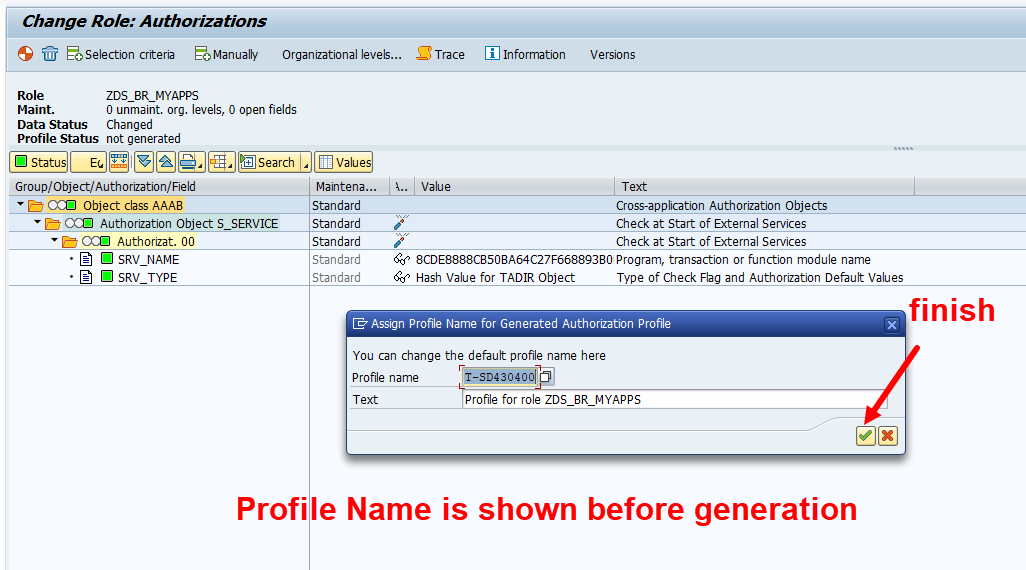 Change Role: Authorizations
Selection criteria Manually Organizational levels... Trace Information Versions
Role ZDS_BR_MYAPPS
Maint. 0 unmaint. org. levels, 0 open fields
Data Status Changed
Profile Status not generated
Status Search Values
Group/Object/Authorization/Field Maintena... Value Text
Object class AAAB Standard Cross-application Authorization Objects
Authorization Object S_SERVICE Standard Check at Start of External Services
Authorizat. 00 Standard Check at Start of External Services
SRV_NAME Standard 8CDE8888CB50BA64C27F668893B0 Program, transaction or function module name
SRV_TYPE Standard Hash Value for TADIR Object Type of Check Flag and Authorization Default Values
finish
Assign Profile Name for Generated Authorization Profile
You can change the default profile name here
Profile name T-SD430400
Text Profile for role ZDS_BR_MYAPPS
Profile Name is shown before generation